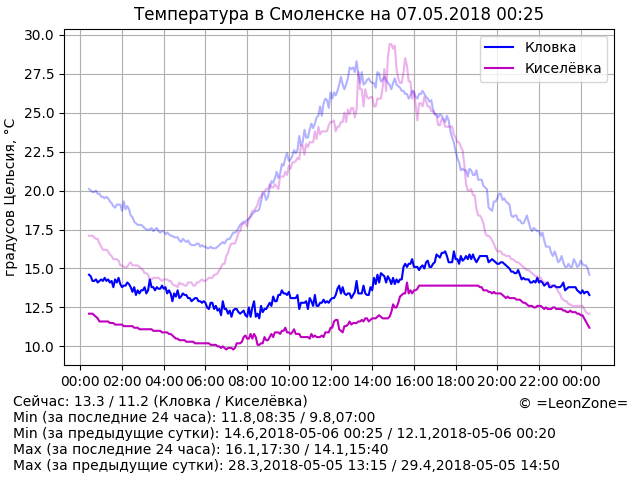 Температура в Смоленске на 07.05.2018 00:25
градусов Цельсия, °C
30.0
27.5
25.0
22.5
20.0
17.5
15.0
12.5
10.0
Кловка
Киселёвка
00:00 02:00 04:00 06:00 08:00 10:00 12:00 14:00 16:00 18:00 20:00 22:00 00:00
Сейчас: 13.3 / 11.2 (Кловка / Киселёвка)
© =LeonZone=
Min (за последние 24 часа): 11.8,08:35 / 9.8,07:00
Min (за предыдущие сутки): 14.6,2018-05-06 00:25 / 12.1,2018-05-06 00:20
Max (за последние 24 часа): 16.1,17:30 / 14.1,15:40
Max (за предыдущие сутки): 28.3,2018-05-05 13:15 / 29.4,2018-05-05 14:50